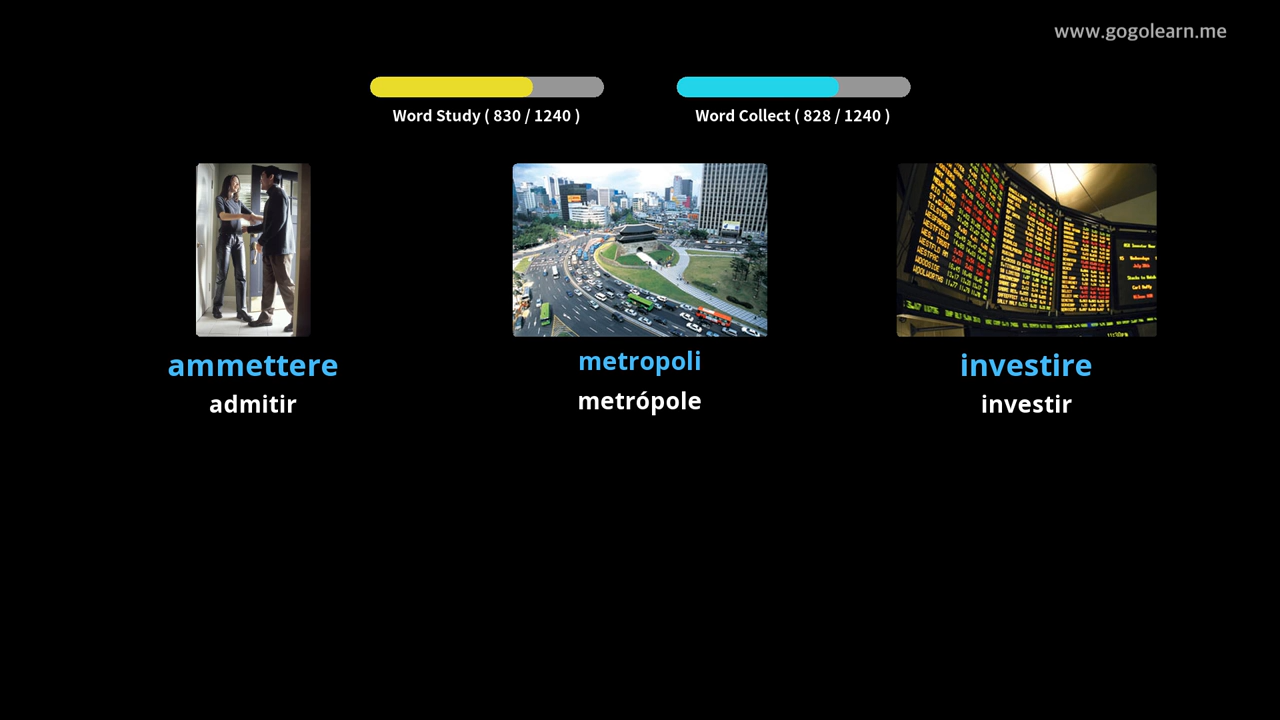 www.gogolearn.me
Word Study ( 830 / 1240 )
Word Collect ( 828 / 1240 )
ammettere
metropoli
investire
admitir
metrópole
investir